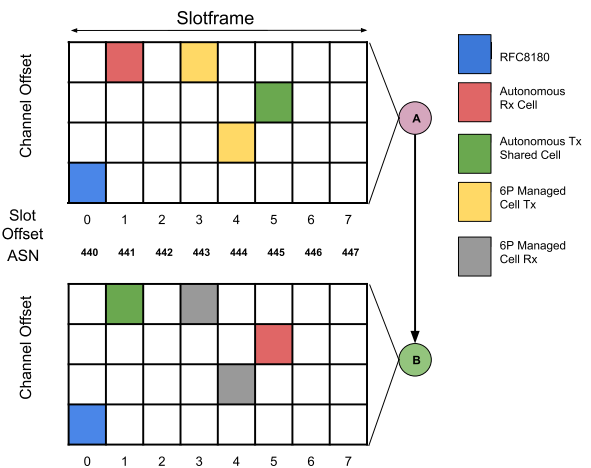 Slotframe
Channel Offset
A
Slot
Offset
0 1 2 3 4 5 6 7
ASN
440 441 442 443 444 445 446 447
Channel Offset
B
0 1 2 3 4 5 6 7
RFC8180
Autonomous
Rx Cell
Autonomous Tx
Shared Cell
6P Managed
Cell Tx
6P Managed
Cell Rx